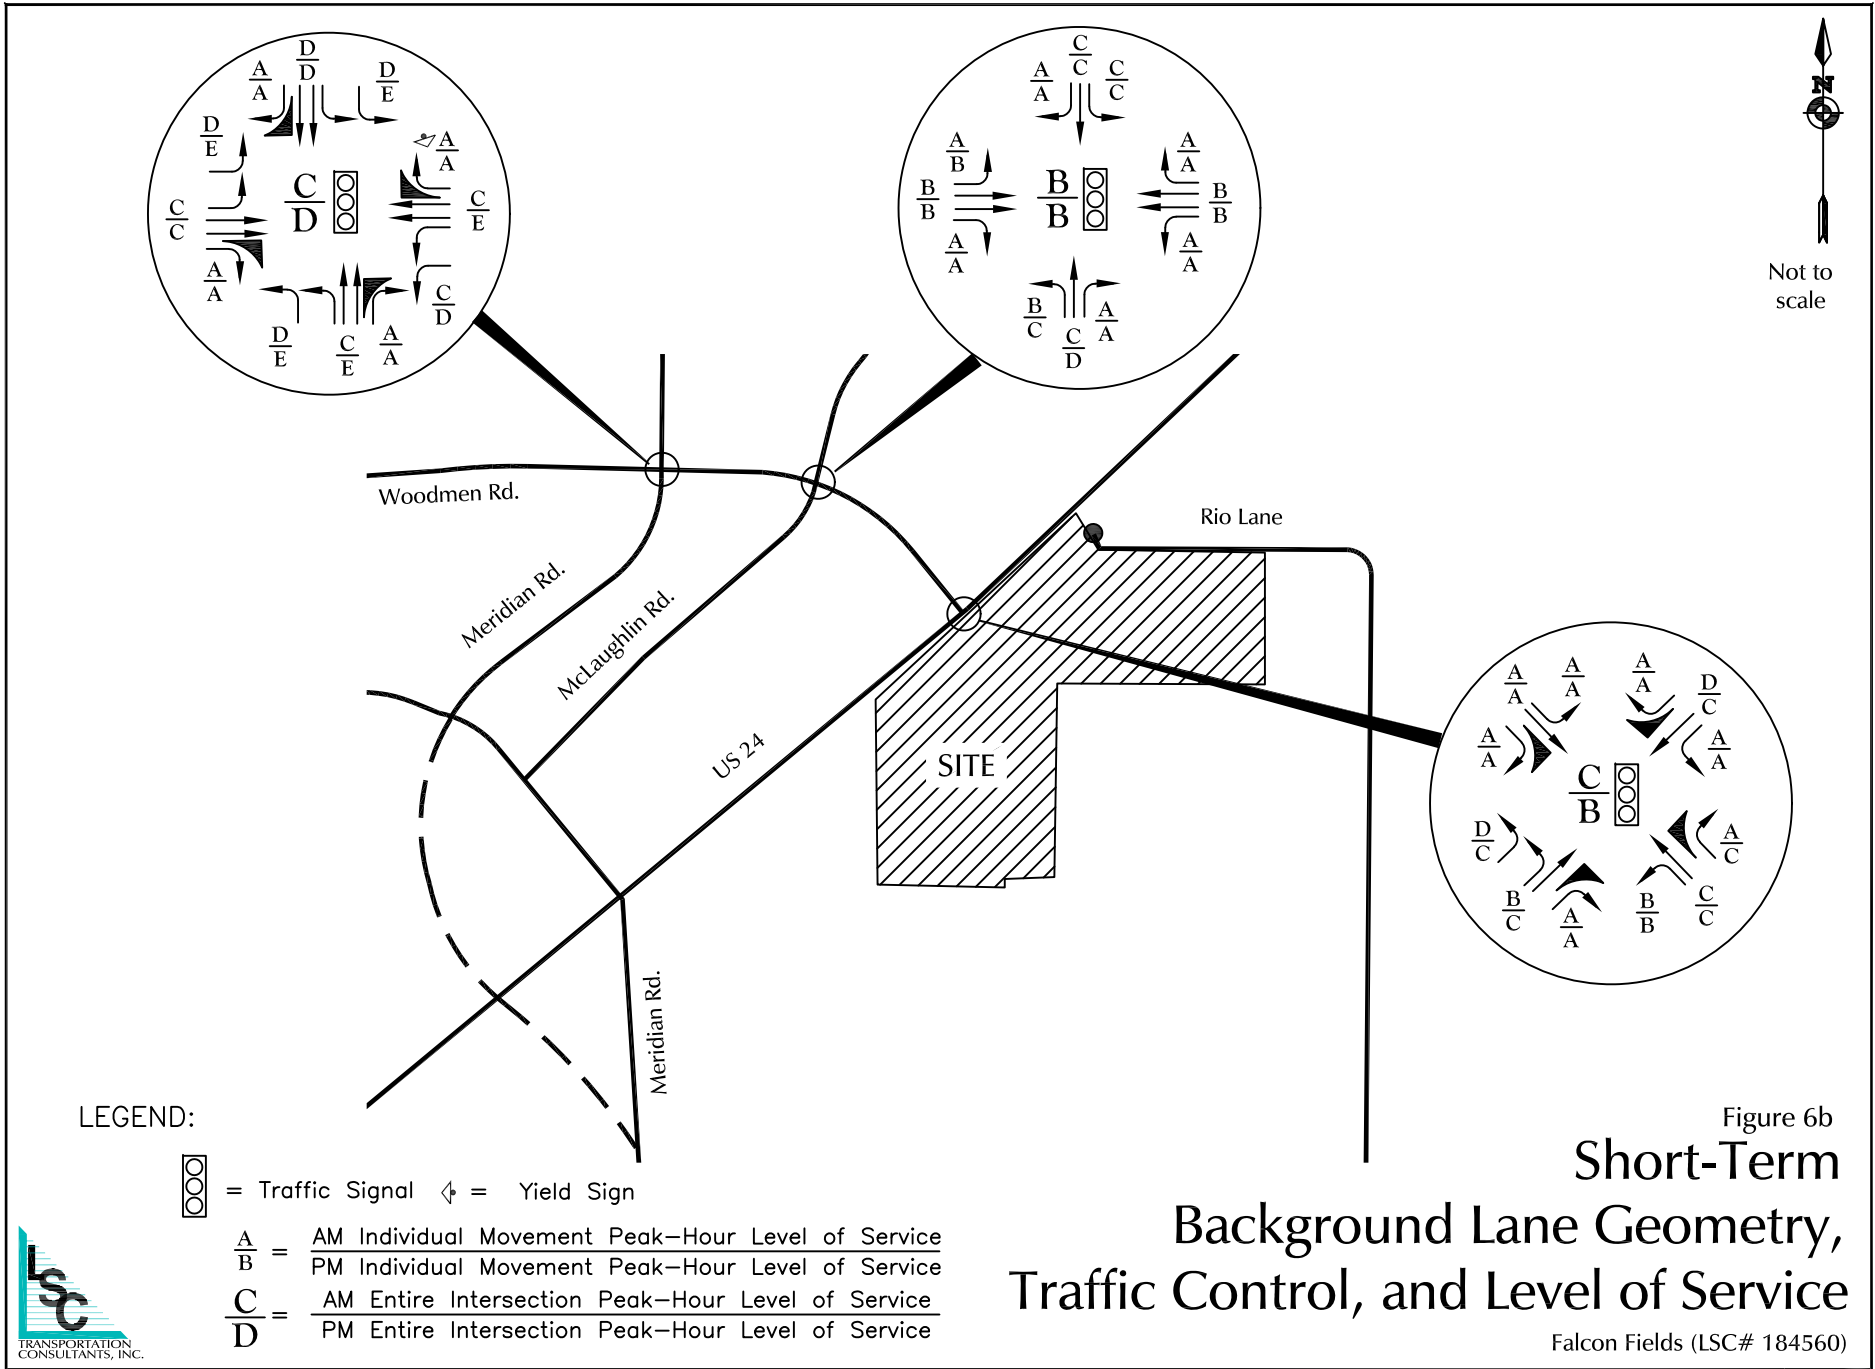 D
D
A
A
D
E
D
E
A
A
C
D
C
C
C
E
A
A
D
E
C
E
A
A
C
D
C
C
A
A
C
C
A
B
A
A
B
B
B
B
B
B
A
A
A
A
B
C
C
D
A
A
N
Not to
scale
Woodmen Rd.
Rio Lane
Meridian Rd.
McLaughlin Rd.
US 24
SITE
A
A
A
A
A
A
D
C
A
A
A
A
C
B
D
C
A
C
B
C
A
A
B
B
C
C
Meridian Rd.
LEGEND:
= Traffic Signal = Yield Sign
A
B
=
AM Individual Movement Peak-Hour Level of Service
PM Individual Movement Peak-Hour Level of Service
C
D
=
AM Entire Intersection Peak-Hour Level of Service
PM Entire Intersection Peak-Hour Level of Service
LSC
TRANSPORTATION
CONSULTANTS, INC.
Figure 6b
Short-Term
Background Lane Geometry,
Traffic Control, and Level of Service
Falcon Fields (LSC# 184560)